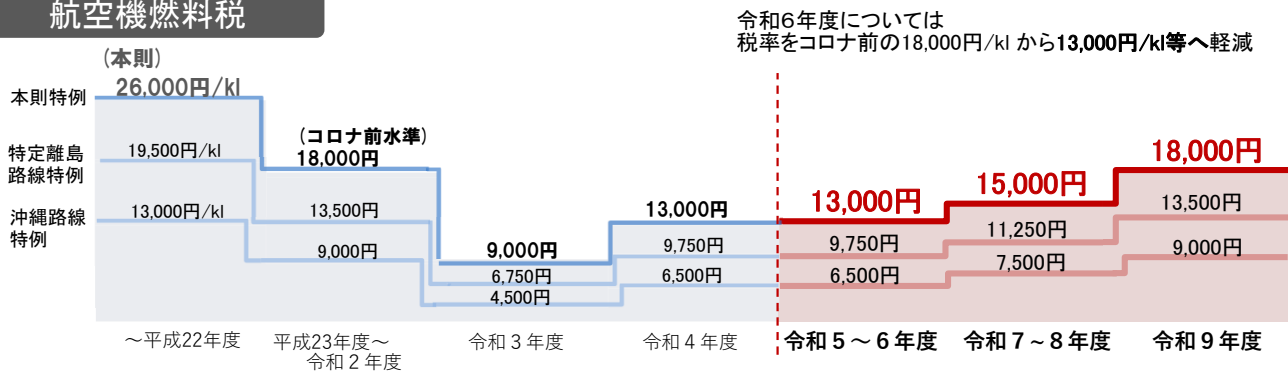 航空機燃料税
令和6年度については
税率をコロナ前の18,000円/kl から13,000円/kl等へ軽減
(本則)
26,000円/kl
本則特例
特定離島
路線特例
19,500円/kl
沖縄路線
特例
13,000円/kl
(コロナ前水準)
18,000円
13,500円
9,000円
9,000円
6,750円
4,500円
13,000円
9,750円
6,500円
13,000円
9,750円
6,500円
15,000円
11,250円
7,500円
18,000円
13,500円
9,000円
～平成22年度
平成23年度～
令和2年度
令和3年度
令和4年度
令和5～6年度
令和7~8年度
令和9年度